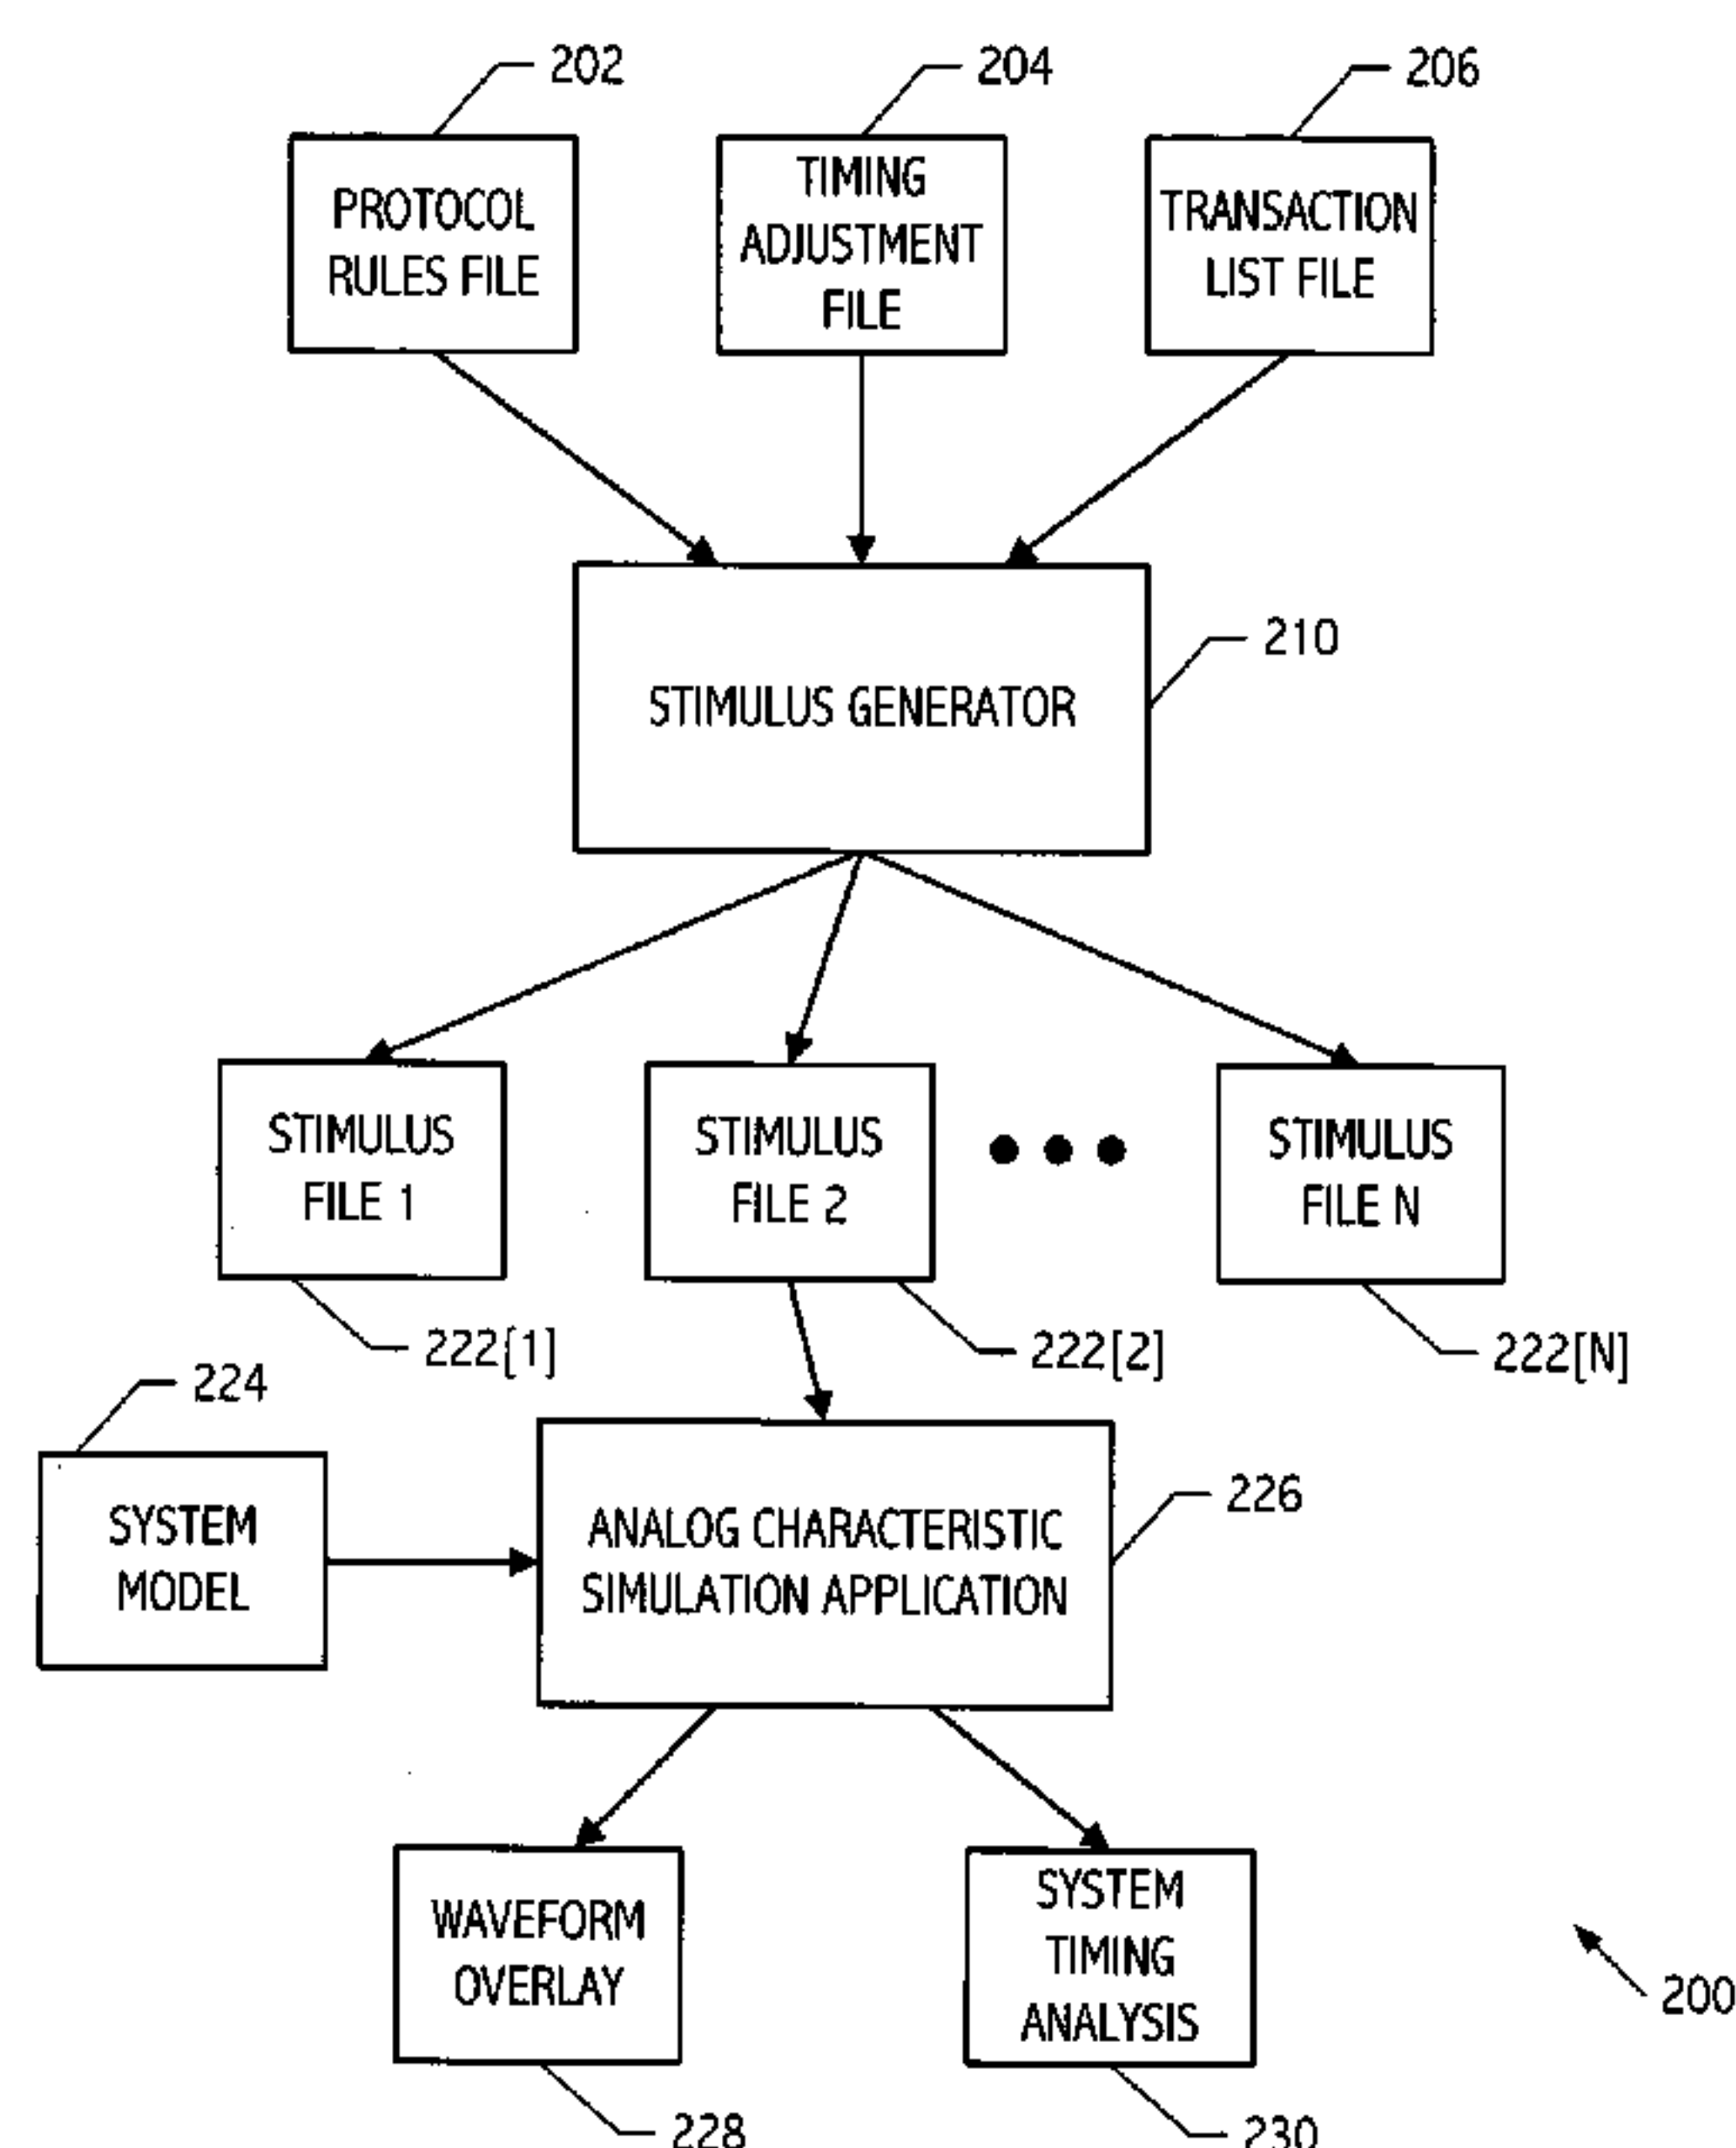 202
204
206
PROTOCOL
RULES FILE
TIMING
ADJUSTMENT
FILE
TRANSACTION
LIST FILE
210
STIMULUS GENERATOR
STIMULUS
FILE 1
STIMULUS
FILE 2
STIMULUS
FILE N
222[1]
222[2]
222[N]
224
SYSTEM
MODEL
226
ANALOG CHARACTERISTIC
SIMULATION APPLICATION
WAVEFORM
OVERLAY
SYSTEM
TIMING
ANALYSIS
200
228
230